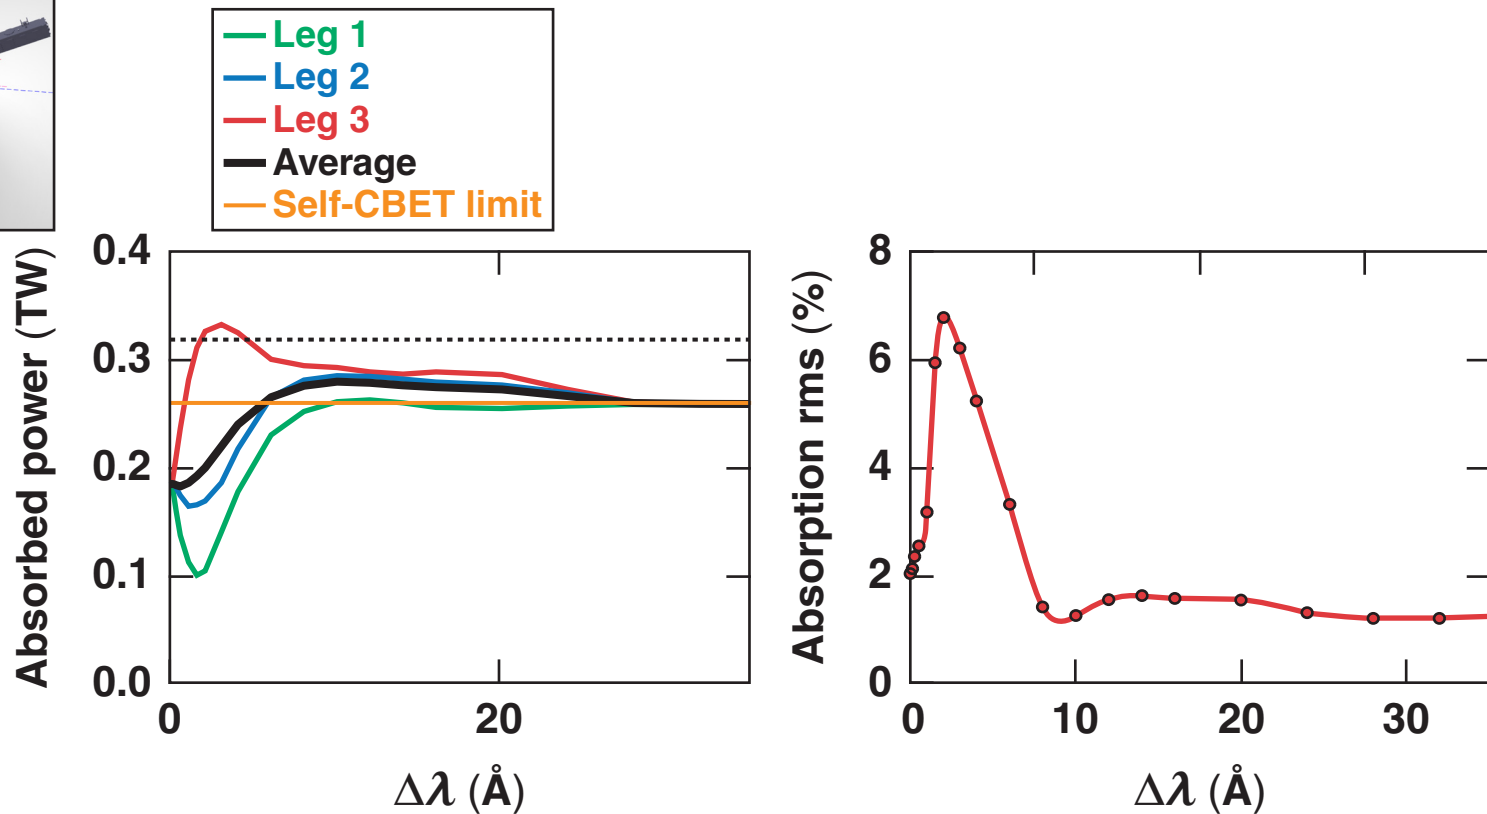 Leg 1
Leg 2
Leg 3
Average
Self-CBET limit
Absorbed power (TW)
0.4
0.3
0.2
0.1
0.0
0
20
Δλ (Å)
Absorption rms (%)
8
6
4
2
0
0
10
20
30
Δλ (Å)